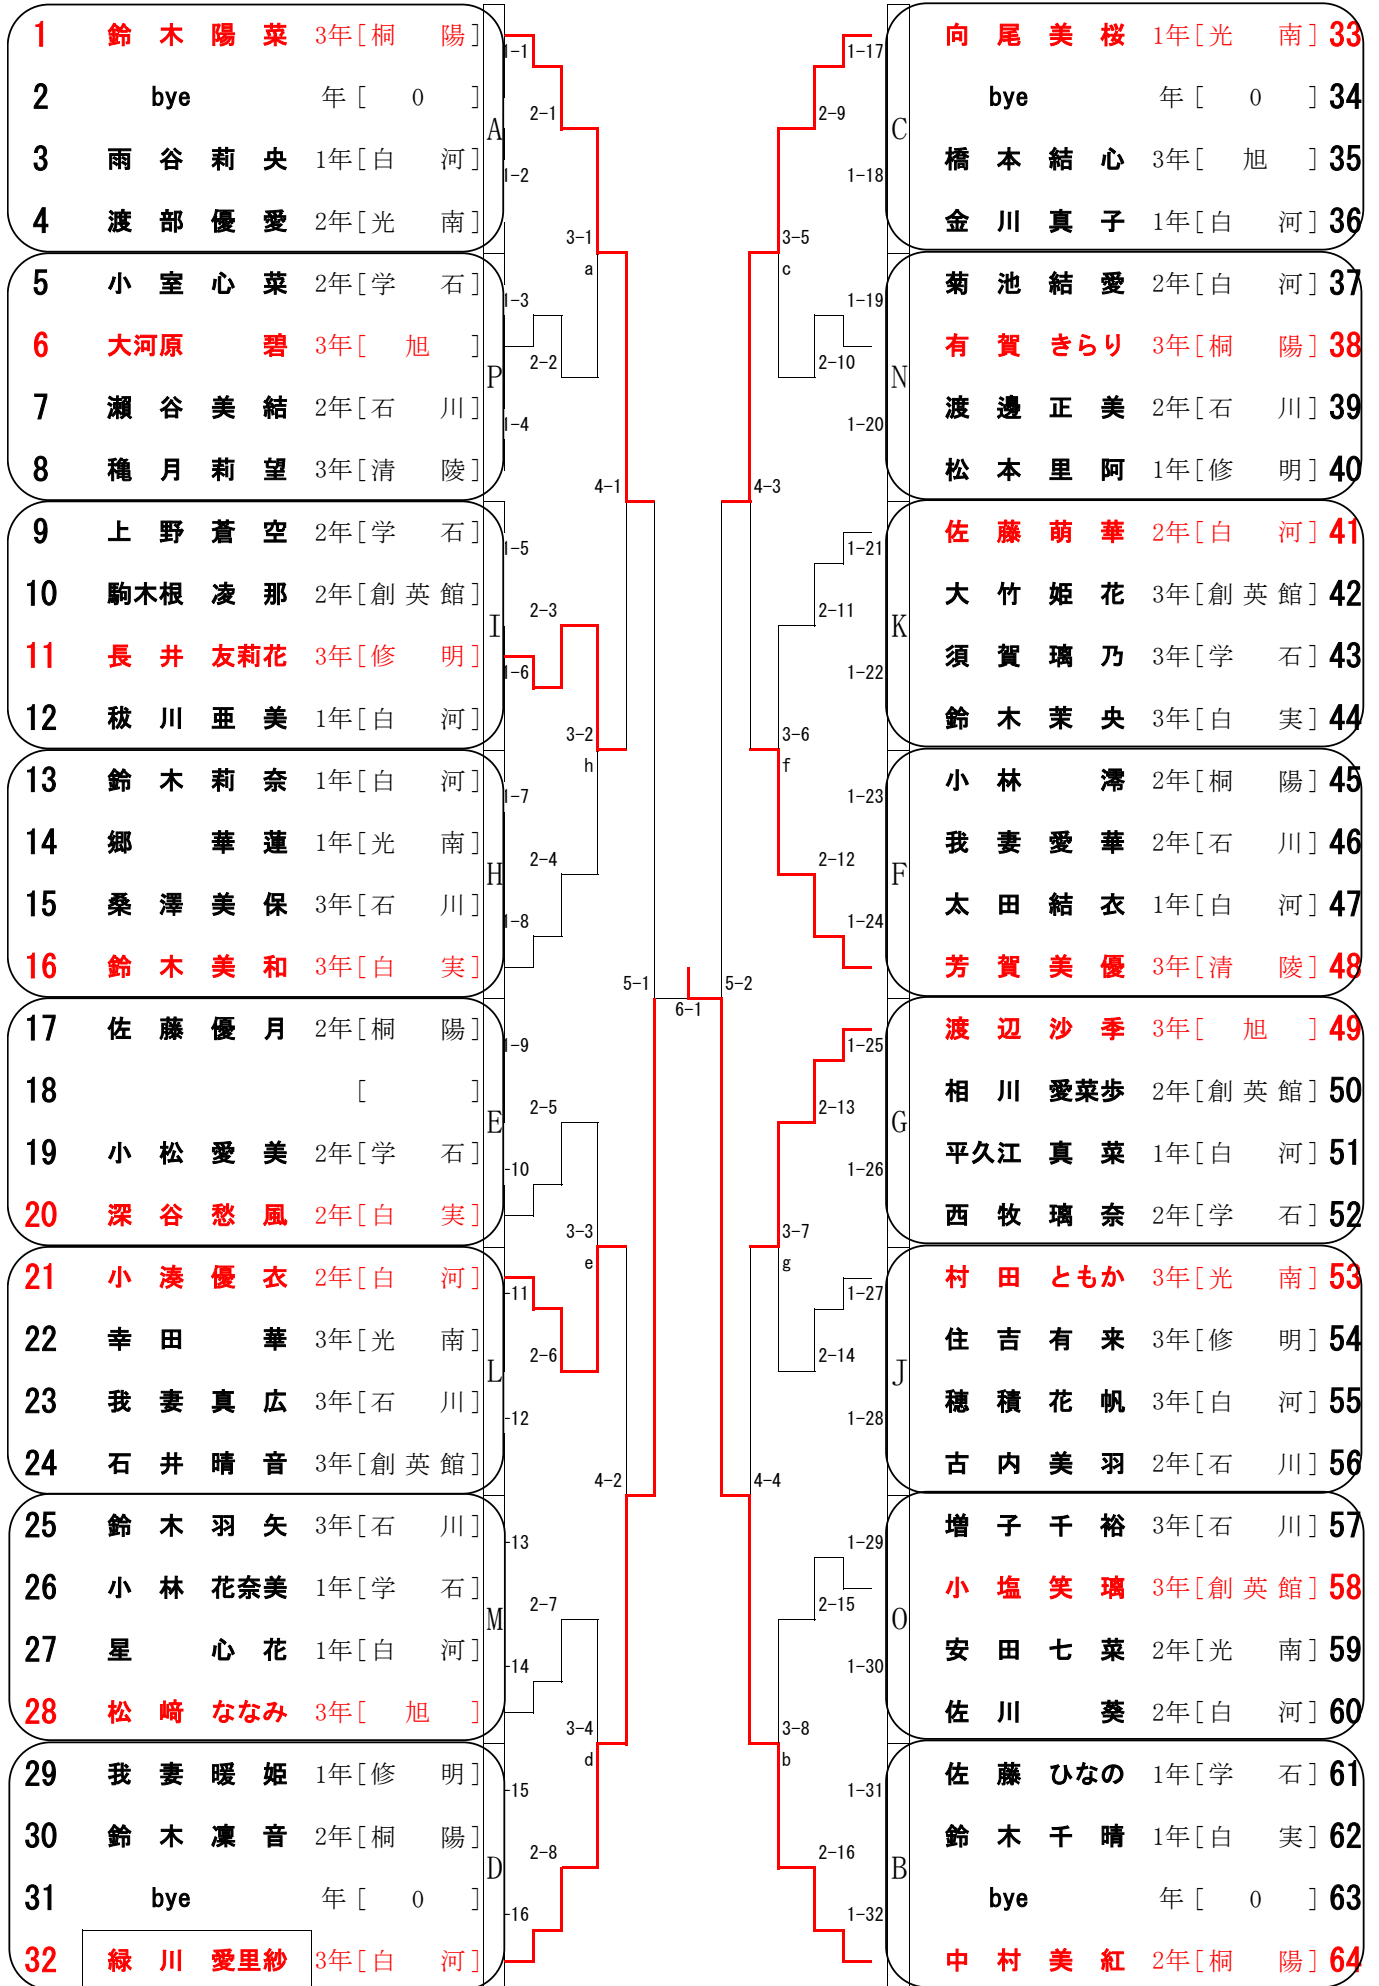 1 鈴木陽菜 3年[桐陽]
2 bye 年[0]
3 雨谷莉央 1年[白河]
4 渡部優愛 2年[光南]
5 小室心菜 2年[学石]
6 大河原碧 3年[旭]
7 瀬谷美結 2年[石川]
8 穐月莉望 3年[清陵]
9 上野蒼空 2年[学石]
10 駒木根凌那 2年[創英館]
11 長井友莉花 3年[修明]
12 秡川亜美 1年[白河]
13 鈴木莉奈 1年[白河]
14 郷華蓮 1年[光南]
15 桑澤美保 3年[石川]
16 鈴木美和 3年[白実]
17 佐藤優月 2年[桐陽]
18 [ ]
19 小松愛美 2年[学石]
20 深谷愁風 2年[白実]
21 小湊優衣 2年[白河]
22 幸田華 3年[光南]
23 我妻真広 3年[石川]
24 石井晴音 3年[創英館]
25 鈴木羽矢 3年[石川]
26 小林花奈美 1年[学石]
27 星心花 1年[白河]
28 松﨑ななみ 3年[旭]
29 我妻暖姫 1年[修明]
30 鈴木凜音 2年[桐陽]
31 bye 年[0]
32 緑川愛里紗 3年[白河]
A
P
I
H
E
L
M
D
1-1
1-2
1-3
1-4
1-5
1-6
1-7
1-8
1-9
-10
-11
-12
-13
-14
-15
-16
2-1
2-2
2-3
2-4
2-5
2-6
2-7
2-8
3-1
a
3-2
h
3-3
e
3-4
d
4-1
4-2
5-1
6-1
5-2
4-3
4-4
3-5
c
3-6
f
3-7
g
3-8
b
2-9
2-10
2-11
2-12
2-13
2-14
2-15
2-16
1-17
1-18
1-19
1-20
1-21
1-22
1-23
1-24
1-25
1-26
1-27
1-28
1-29
1-30
1-31
1-32
C
N
K
F
G
J
O
B
向尾美桜 1年[光南] 33
bye 年[0] 34
橋本結心 3年[旭] 35
金川真子 1年[白河] 36
菊池結愛 2年[白河] 37
有賀きらり 3年[桐陽] 38
渡邊正美 2年[石川] 39
松本里阿 1年[修明] 40
佐藤萌華 2年[白河] 41
大竹姫花 3年[創英館] 42
須賀璃乃 3年[学石] 43
鈴木茉央 3年[白実] 44
小林澪 2年[桐陽] 45
我妻愛華 2年[石川] 46
太田結衣 1年[白河] 47
芳賀美優 3年[清陵] 48
渡辺沙季 3年[旭] 49
相川愛菜歩 2年[創英館] 50
平久江真菜 1年[白河] 51
西牧璃奈 2年[学石] 52
村田ともか 3年[光南] 53
住吉有来 3年[修明] 54
穂積花帆 3年[白河] 55
古内美羽 2年[石川] 56
増子千裕 3年[石川] 57
小塩笑璃 3年[創英館] 58
安田七菜 2年[光南] 59
佐川葵 2年[白河] 60
佐藤ひなの 1年[学石] 61
鈴木千晴 1年[白実] 62
bye 年[0] 63
中村美紅 2年[桐陽] 64